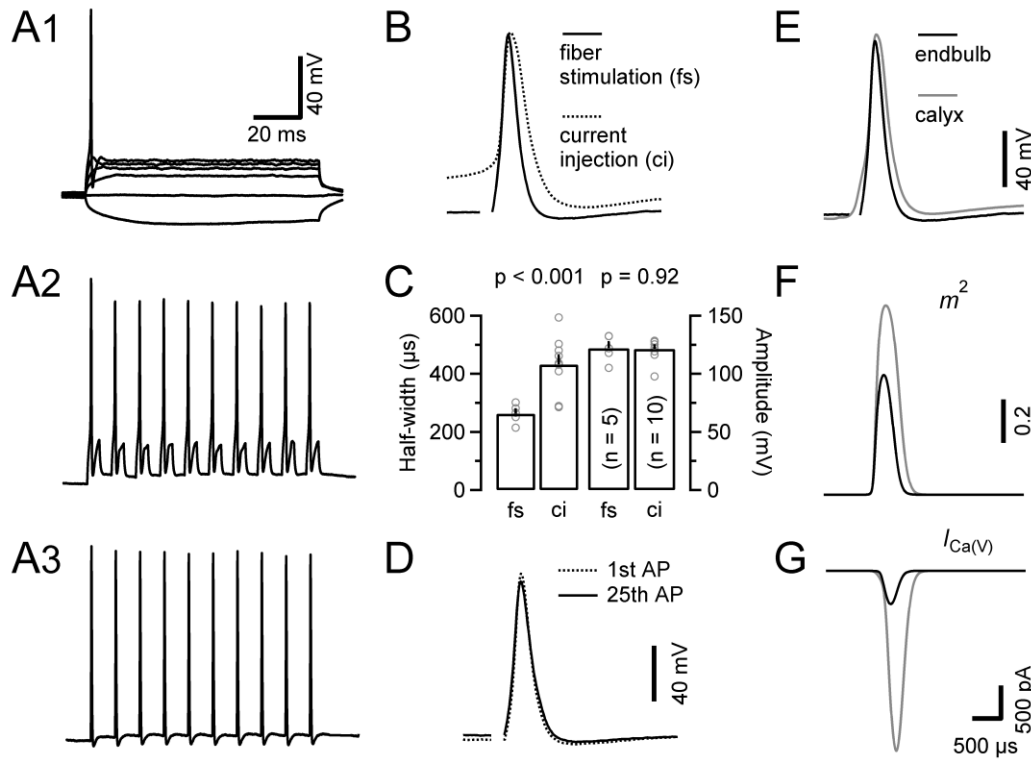 A1
40 mV
20 ms
A2
A3
B
fiber
stimulation (fs)
current
injection (ci)
C
p < 0.001 p = 0.92
600
400
200
0
Half-width (µs)
(n = 5)
(n = 10)
150
100
50
0
Amplitude (mV)
fs ci fs ci
D
1st AP
25th AP
40 mV
E
endbulb
calyx
40 mV
F
m²
0.2
G
ICa(V)
500 pA
500 µs